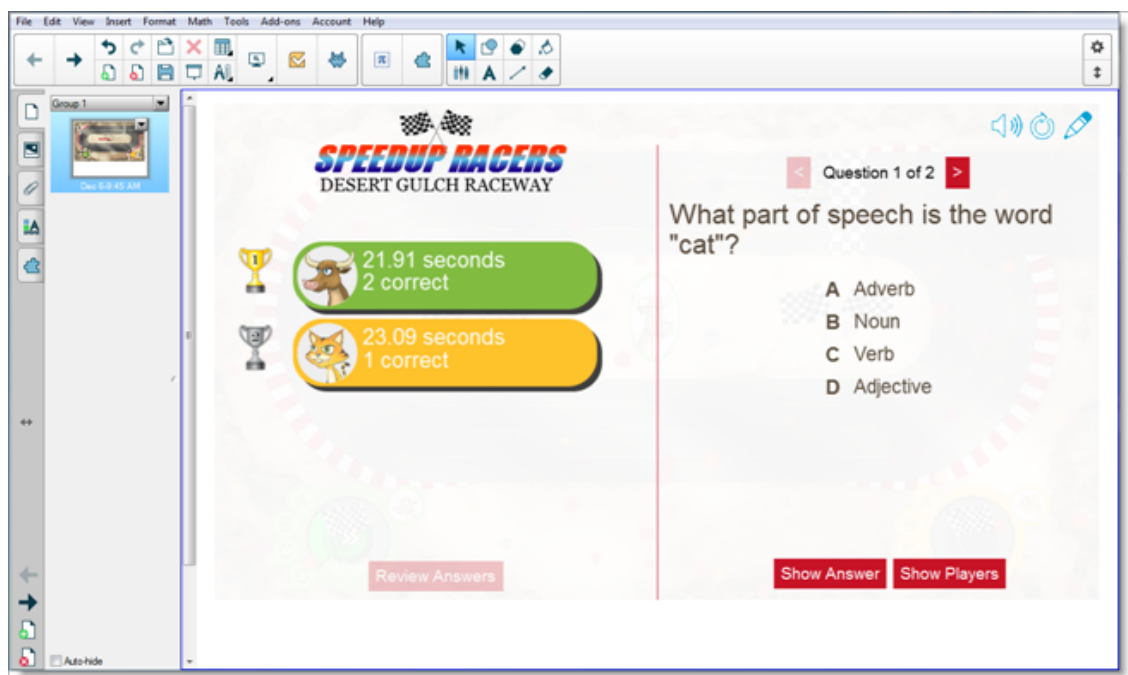 File Edit View Insert Format Math Tools Add-ons Account Help
Group 1
Dec 6-9:45 AM
SPEEDUP RACERS
DESERT GULCH RACEWAY
1
21.91 seconds
2 correct
2
23.09 seconds
1 correct
Review Answers
< Question 1 of 2 >
What part of speech is the word
"cat"?
A Adverb
B Noun
C Verb
D Adjective
Show Answer Show Players
Auto-hide